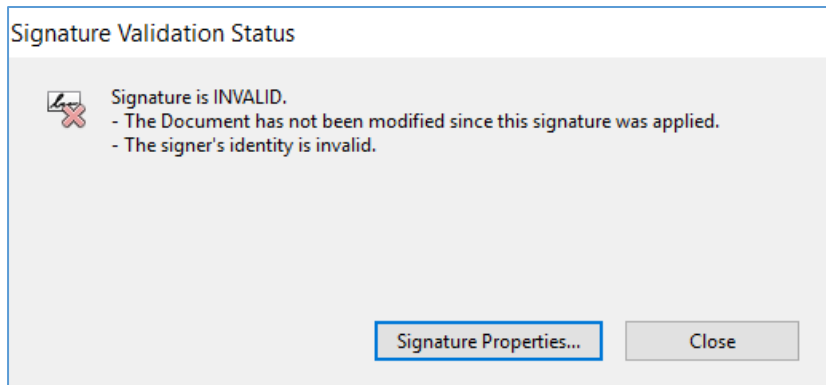 Signature Validation Status
Signature is INVALID.
- The Document has not been modified since this signature was applied.
- The signer's identity is invalid.
Signature Properties...
Close